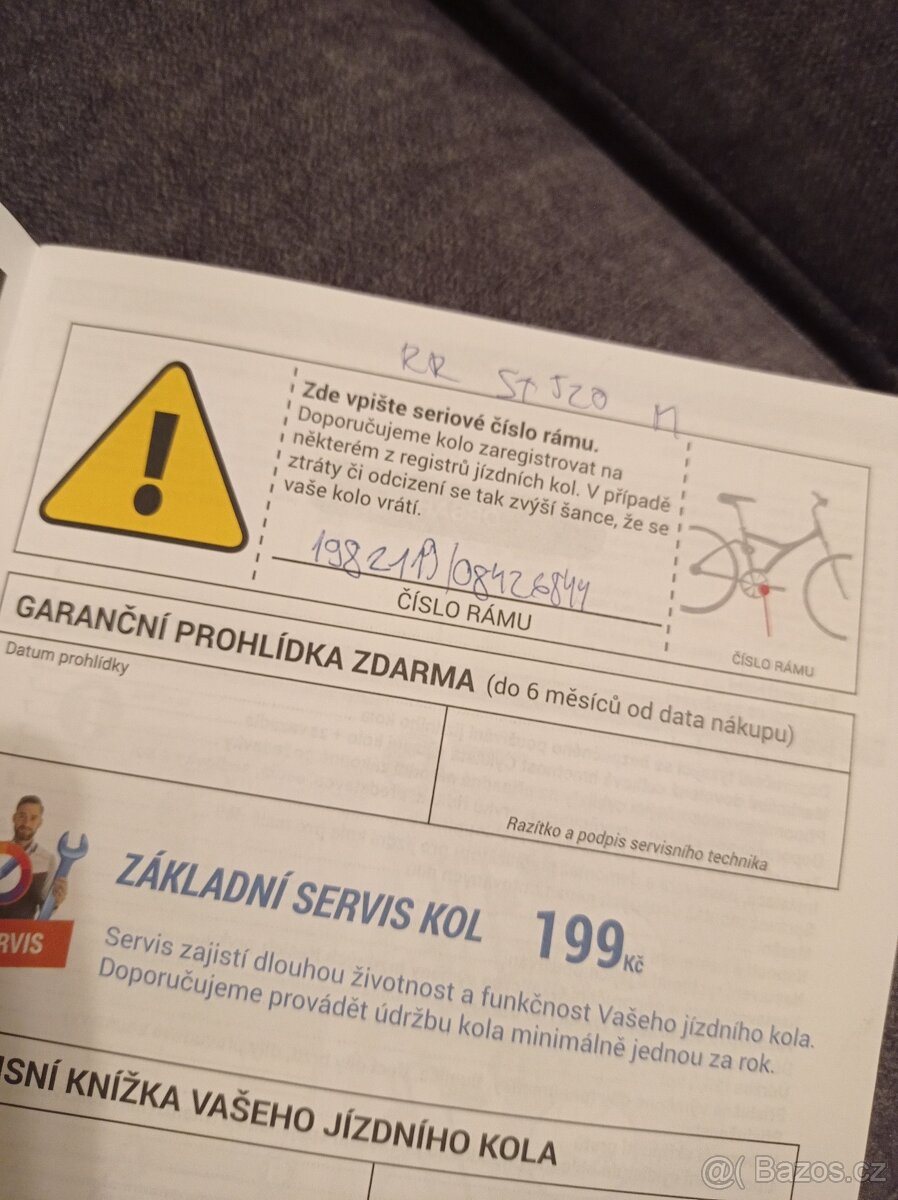 RR ST 520 M
Zde vpište seriové číslo rámu.
Doporučujeme kolo zaregistrovat na
některém z registrů jízdních kol. V případě
ztráty či odcizení se tak zvýší šance, že se
vaše kolo vrátí.
ČÍSLO RÁMU
ČÍSLO RÁMU
GARANČNÍ PROHLÍDKA ZDARMA (do 6 měsíců od data nákupu)
Datum prohlídky
Razítko a podpis servisního technika
RVIS
ZÁKLADNÍ SERVIS KOL 199 Kč
Servis zajistí dlouhou životnost a funkčnost Vašeho jízdního kola.
Doporučujeme provádět údržbu kola minimálně jednou za rok.
ISNÍ KNÍŽKA VAŠEHO JÍZDNÍHO KOLA
@( Bazos.cz